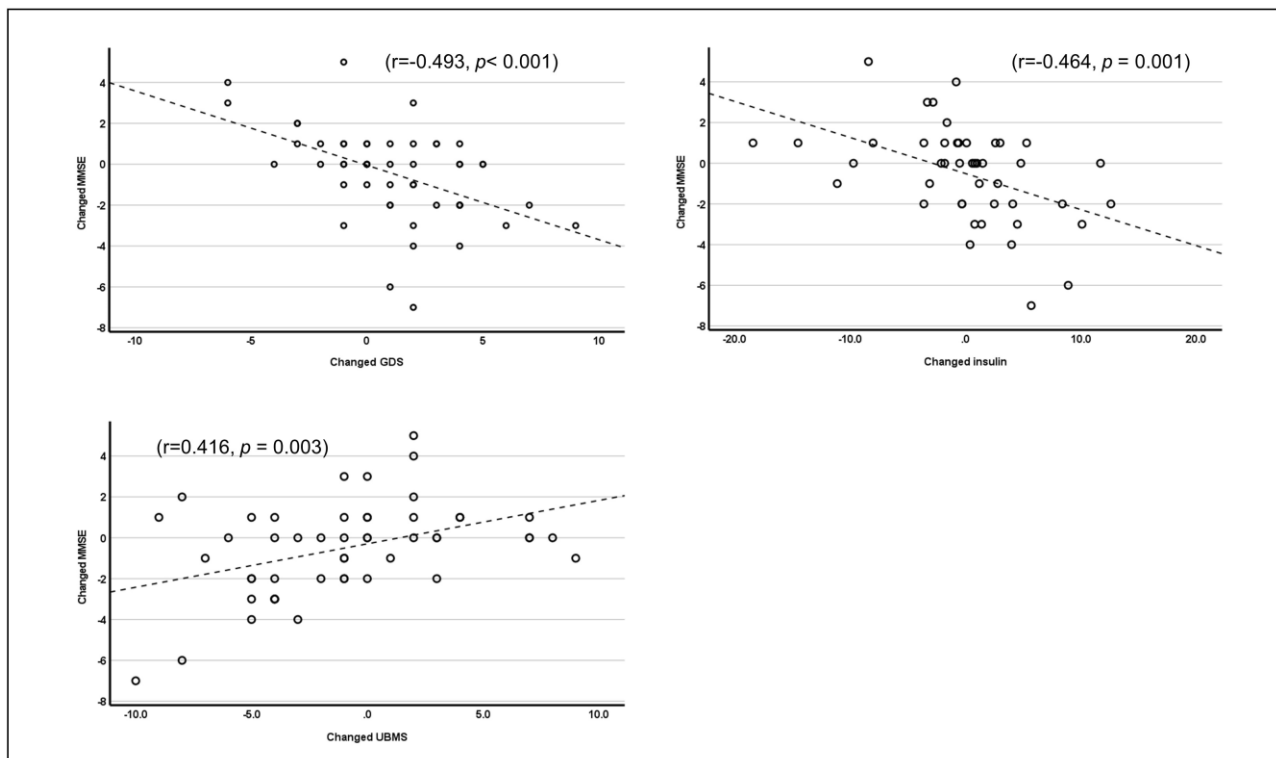 (r=-0.493, p< 0.001)
Changed MMSE
4
2
0
-2
-4
-6
-8
-10 -5 0 5 10
Changed GDS
(r=-0.464, p = 0.001)
Changed MMSE
4
2
0
-2
-4
-6
-8
-20.0 -10.0 .0 10.0 20.0
Changed insulin
(r=0.416, p = 0.003)
Changed MMSE
4
2
0
-2
-4
-6
-8
-10.0 -5.0 .0 5.0 10.0
Changed UBMS